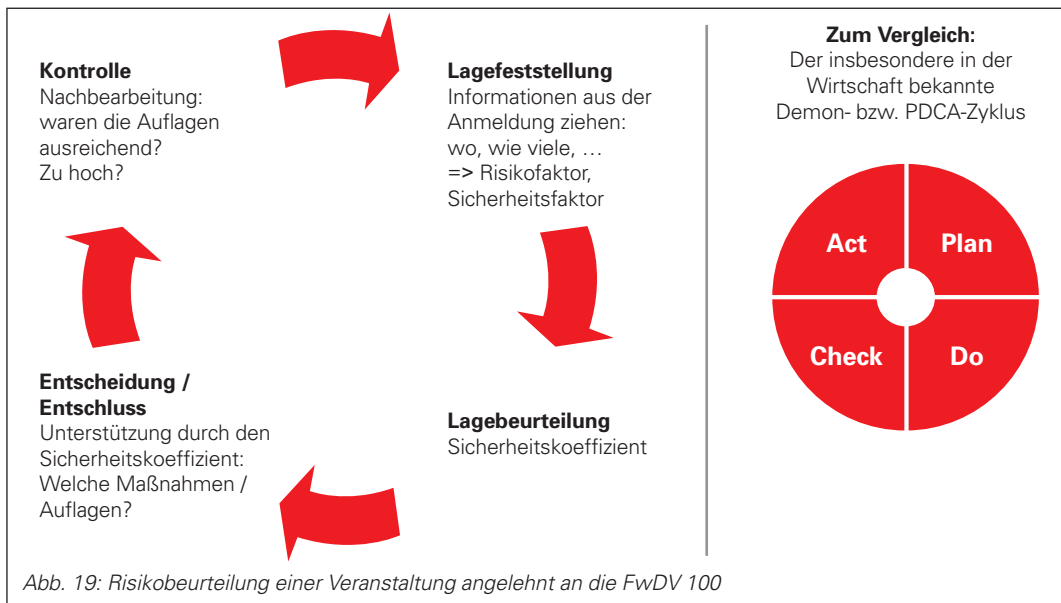 Kontrolle
Nachbearbeitung:
waren die Auflagen
ausreichend?
Zu hoch?
Lagefeststellung
Informationen aus der
Anmeldung ziehen:
wo, wie viele, …
=> Risikofaktor,
Sicherheitsfaktor
Lagebeurteilung
Sicherheitskoeffizient
Entscheidung /
Entschluss
Unterstützung durch den
Sicherheitskoeffizient:
Welche Maßnahmen /
Auflagen?
Zum Vergleich:
Der insbesondere in der
Wirtschaft bekannte
Demon- bzw. PDCA-Zyklus
Act
Plan
Check
Do
Abb. 19: Risikobeurteilung einer Veranstaltung angelehnt an die FwDV 100